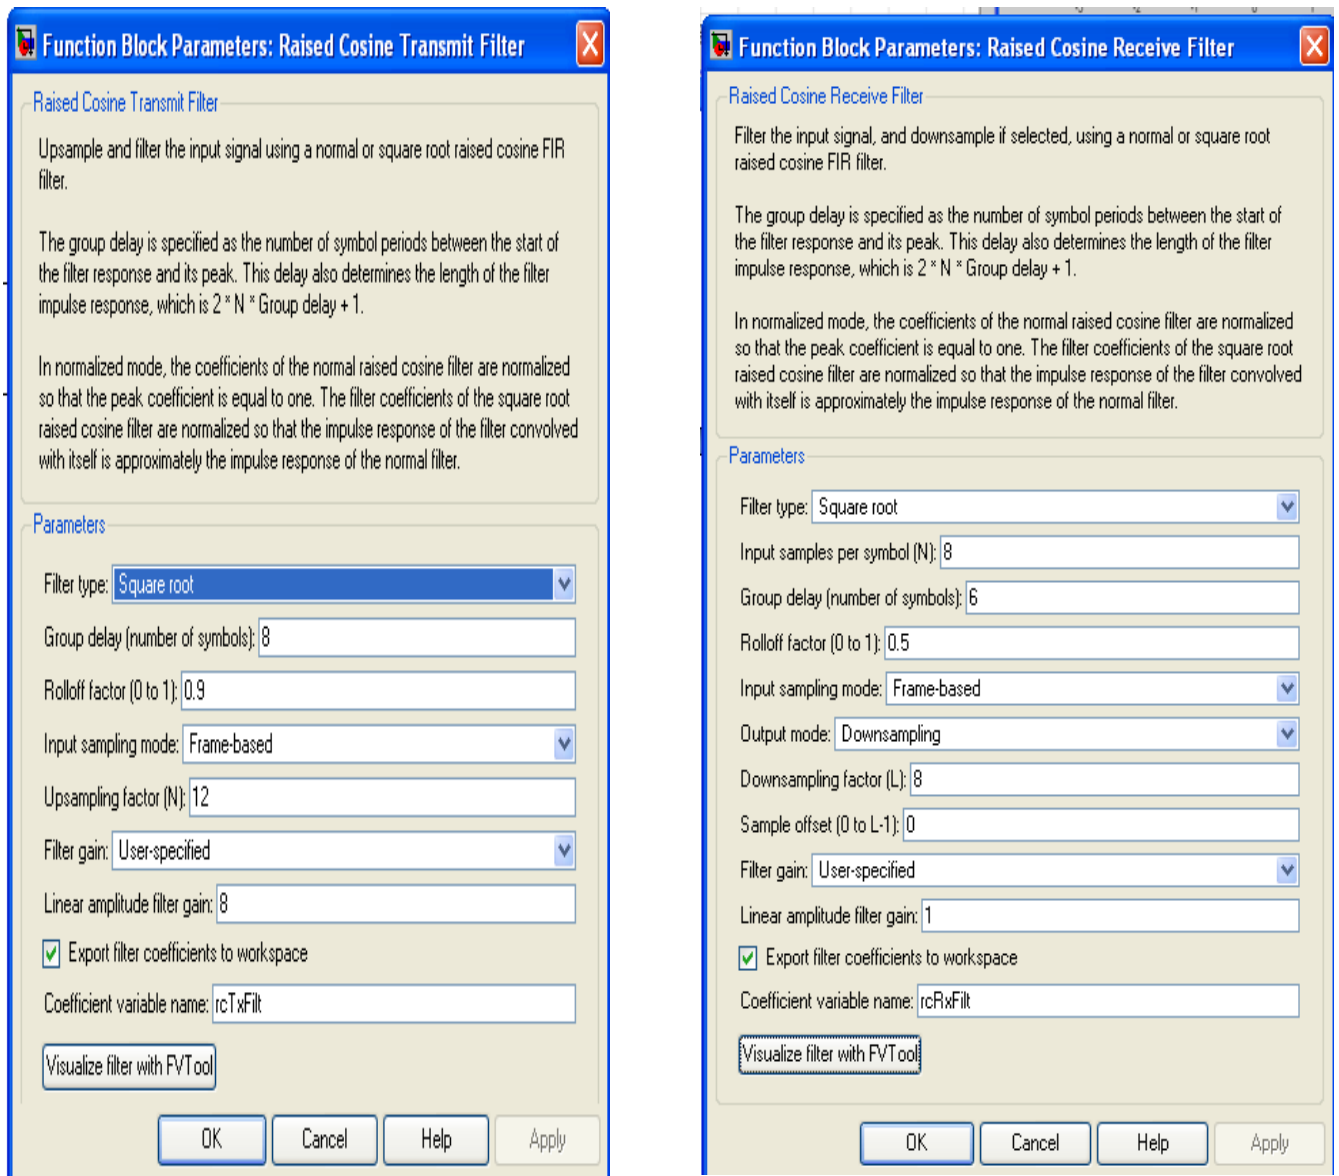 Function Block Parameters: Raised Cosine Transmit Filter
Raised Cosine Transmit Filter
Upsample and filter the input signal using a normal or square root raised cosine FIR
filter.
The group delay is specified as the number of symbol periods between the start of
the filter response and its peak. This delay also determines the length of the filter
impulse response, which is 2 * N * Group delay + 1.
In normalized mode, the coefficients of the normal raised cosine filter are normalized
so that the peak coefficient is equal to one. The filter coefficients of the square root
raised cosine filter are normalized so that the impulse response of the filter convolved
with itself is approximately the impulse response of the normal filter.
Parameters
Filter type: Square root
Group delay (number of symbols): 8
Rolloff factor (0 to 1): 0.9
Input sampling mode: Frame-based
Upsampling factor (N): 12
Filter gain: User-specified
Linear amplitude filter gain: 8
Export filter coefficients to workspace
Coefficient variable name: rcTxFilt
Visualize filter with FVTool
OK Cancel Help Apply
Function Block Parameters: Raised Cosine Receive Filter
Raised Cosine Receive Filter
Filter the input signal, and downsample if selected, using a normal or square root
raised cosine FIR filter.
The group delay is specified as the number of symbol periods between the start of
the filter response and its peak. This delay also determines the length of the filter
impulse response, which is 2 * N * Group delay + 1.
In normalized mode, the coefficients of the normal raised cosine filter are normalized
so that the peak coefficient is equal to one. The filter coefficients of the square root
raised cosine filter are normalized so that the impulse response of the filter convolved
with itself is approximately the impulse response of the normal filter.
Parameters
Filter type: Square root
Input samples per symbol (N): 8
Group delay (number of symbols): 6
Rolloff factor (0 to 1): 0.5
Input sampling mode: Frame-based
Output mode: Downsampling
Downsampling factor (L): 8
Sample offset (0 to L-1): 0
Filter gain: User-specified
Linear amplitude filter gain: 1
Export filter coefficients to workspace
Coefficient variable name: rcRxFilt
Visualize filter with FVTool
OK Cancel Help Apply